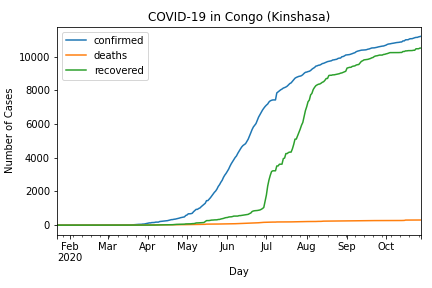 COVID-19 in Congo (Kinshasa)
confirmed
deaths
recovered
Number of Cases
10000
8000
6000
4000
2000
0
Feb Mar Apr May Jun Jul Aug Sep Oct
2020
Day